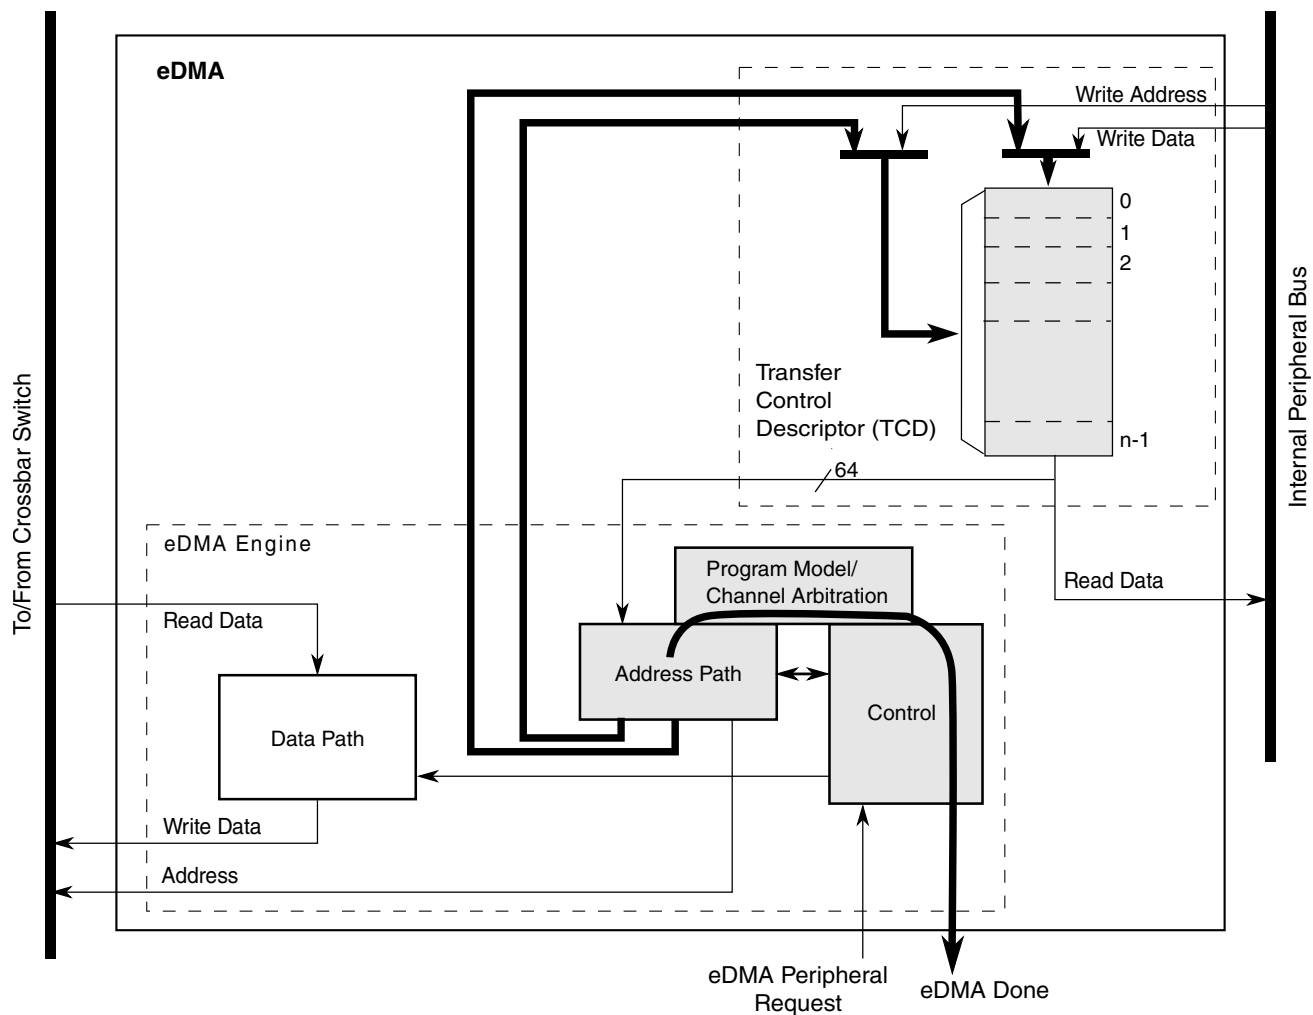 eDMA
Write Address
Write Data
0
1
2
n-1
Transfer
Control
Descriptor (TCD)
64
To/From Crossbar Switch
Internal Peripheral Bus
eDMA Engine
Program Model/
Channel Arbitration
Read Data
Read Data
Address Path
Control
Data Path
Write Data
Address
eDMA Peripheral
Request
eDMA Done